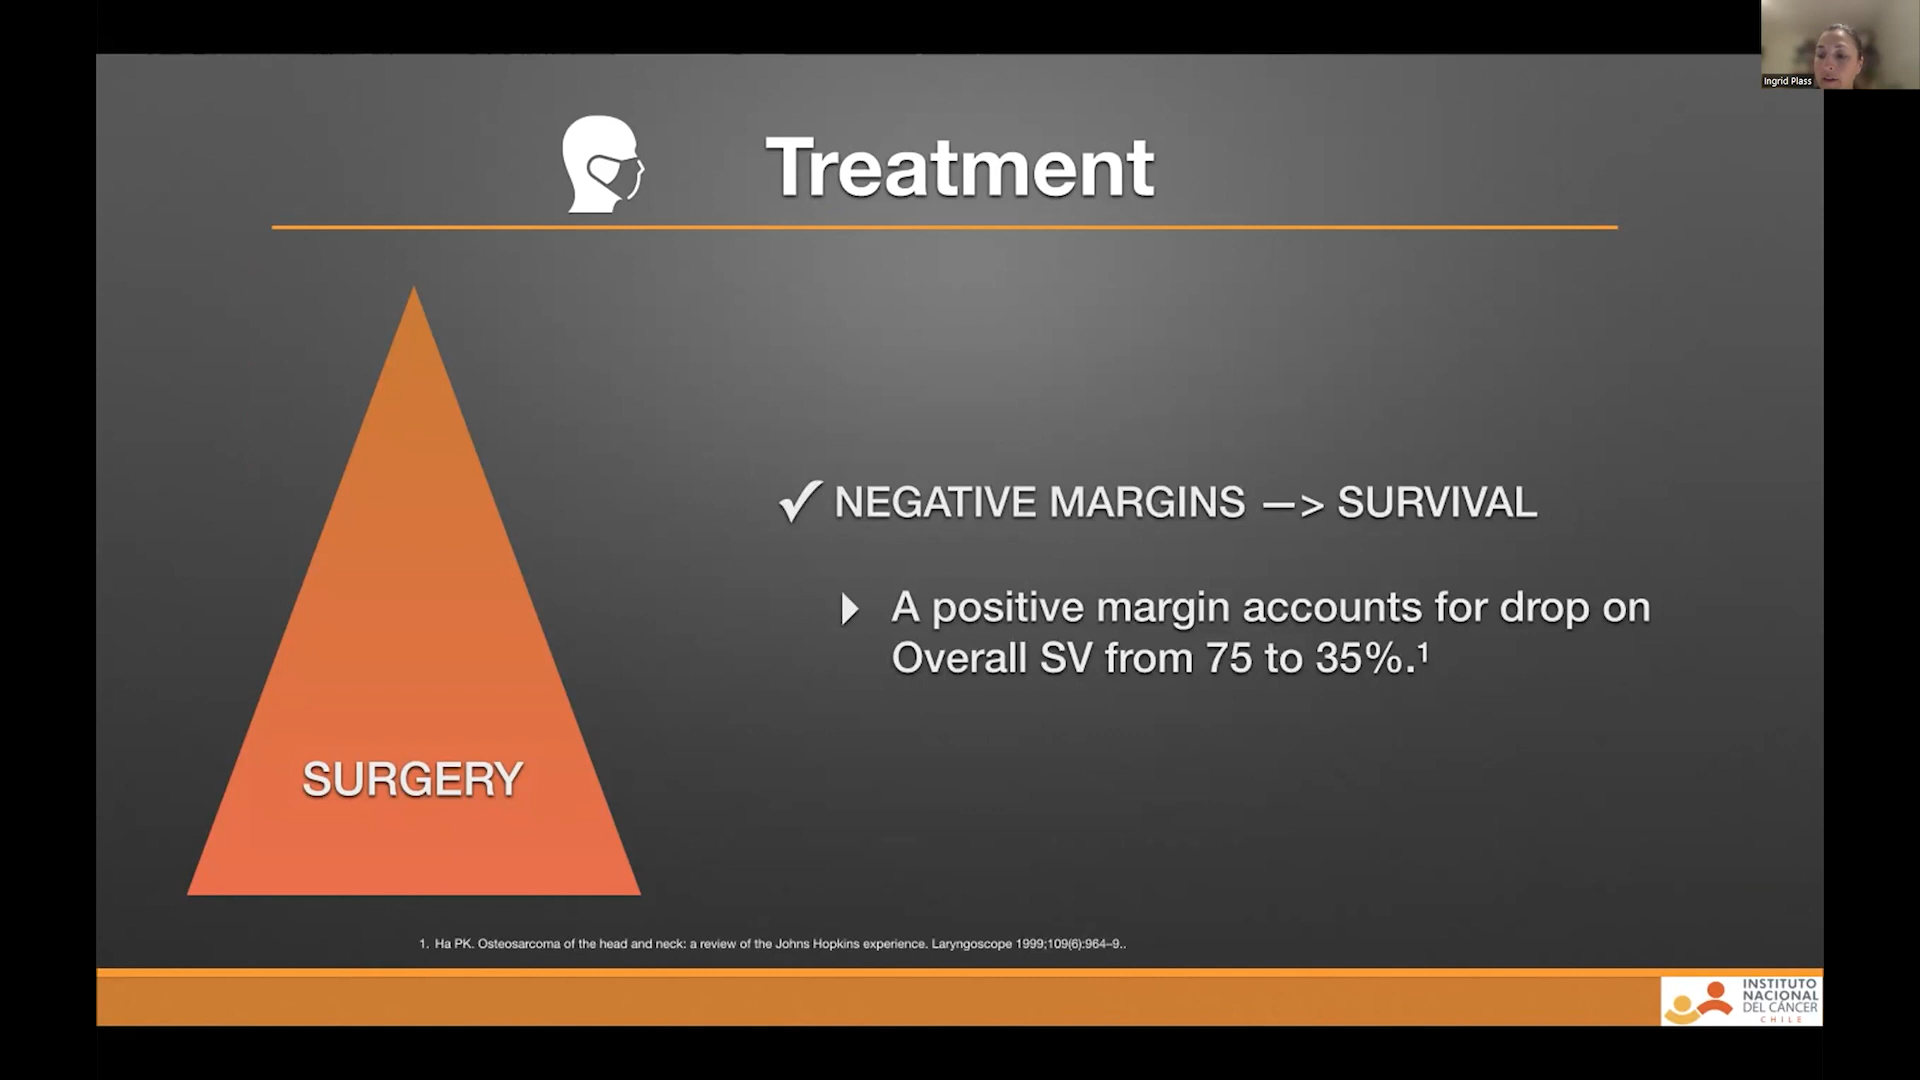 Ingrid Plass
Treatment
✓ NEGATIVE MARGINS —> SURVIVAL
A positive margin accounts for drop on
Overall SV from 75 to 35%.¹
SURGERY
1. Ha PK. Osteosarcoma of the head and neck: a review of the Johns Hopkins experience. Laryngoscope 1999;109(6):964–9..
INSTITUTO
NACIONAL
DEL CÁNCER
CHILE